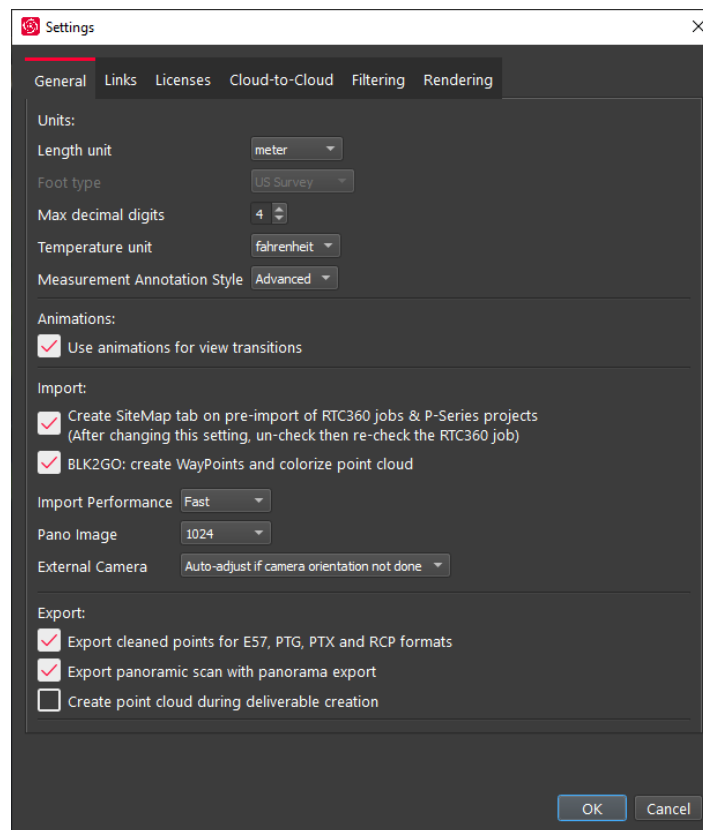 Settings
General Links Licenses Cloud-to-Cloud Filtering Rendering
Units:
Length unit meter
Foot type US Survey
Max decimal digits 4
Temperature unit fahrenheit
Measurement Annotation Style Advanced
Animations:
Use animations for view transitions
Import:
Create SiteMap tab on pre-import of RTC360 jobs & P-Series projects
(After changing this setting, un-check then re-check the RTC360 job)
BLK2GO: create WayPoints and colorize point cloud
Import Performance Fast
Pano Image 1024
External Camera Auto-adjust if camera orientation not done
Export:
Export cleaned points for E57, PTG, PTX and RCP formats
Export panoramic scan with panorama export
Create point cloud during deliverable creation
OK Cancel